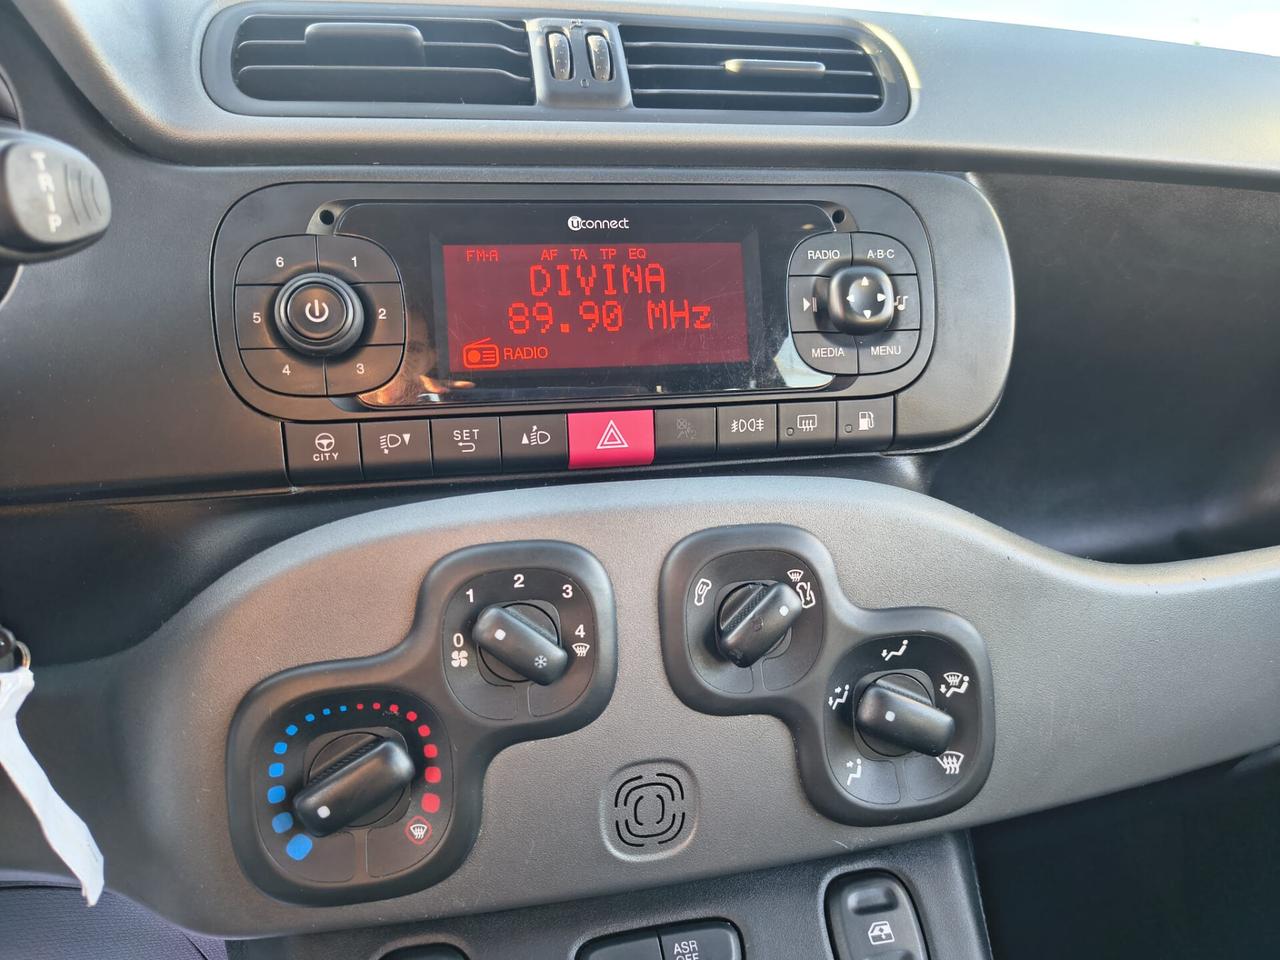 TRIP
uconnect
FM-A AF TA TP EQ
DIVINA
89.90 MHz
RADIO
6 1
5 2
4 3
RADIO A·B·C
MEDIA MENU
CITY
SET
1 2 3
0 4
ASR
OFF